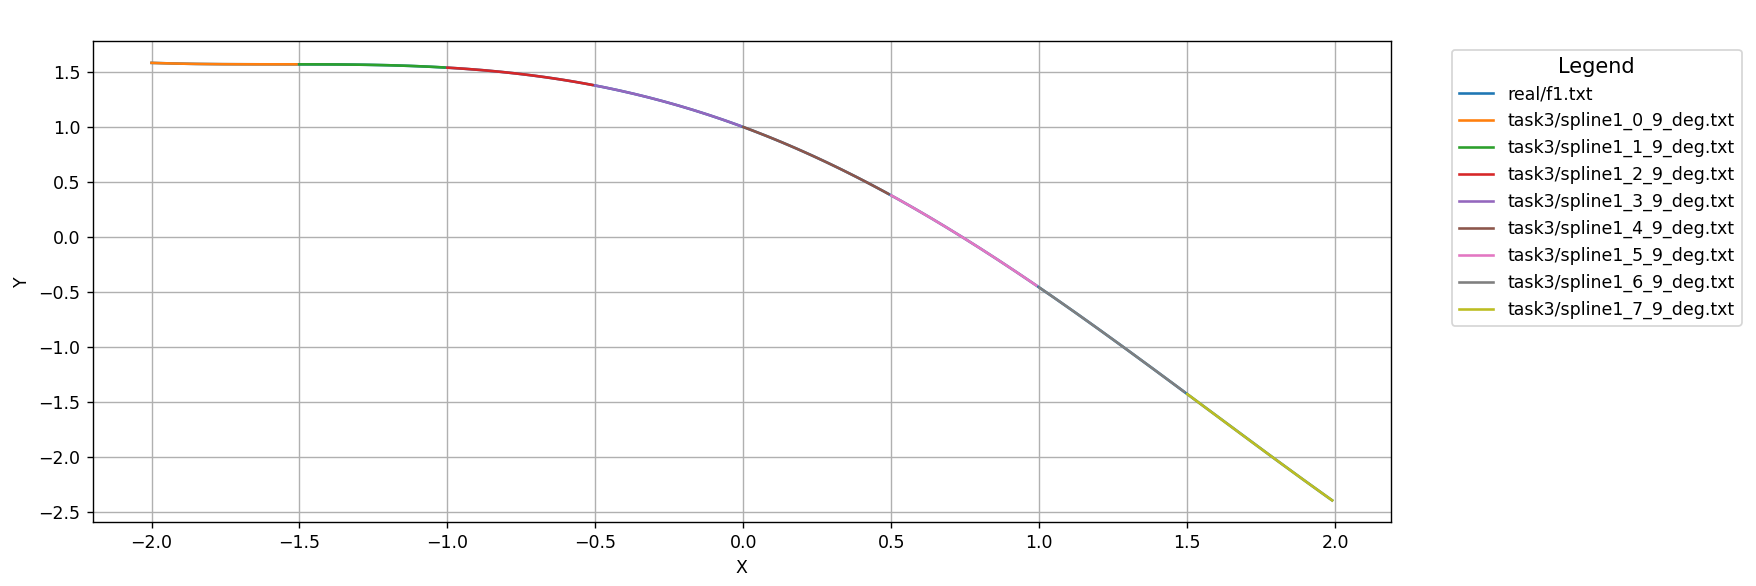 Legend
real/f1.txt
task3/spline1_0_9_deg.txt
task3/spline1_1_9_deg.txt
task3/spline1_2_9_deg.txt
task3/spline1_3_9_deg.txt
task3/spline1_4_9_deg.txt
task3/spline1_5_9_deg.txt
task3/spline1_6_9_deg.txt
task3/spline1_7_9_deg.txt
1.5
1.0
0.5
0.0
−0.5
−1.0
−1.5
−2.0
−2.5
Y
−2.0 −1.5 −1.0 −0.5 0.0 0.5 1.0 1.5 2.0
X